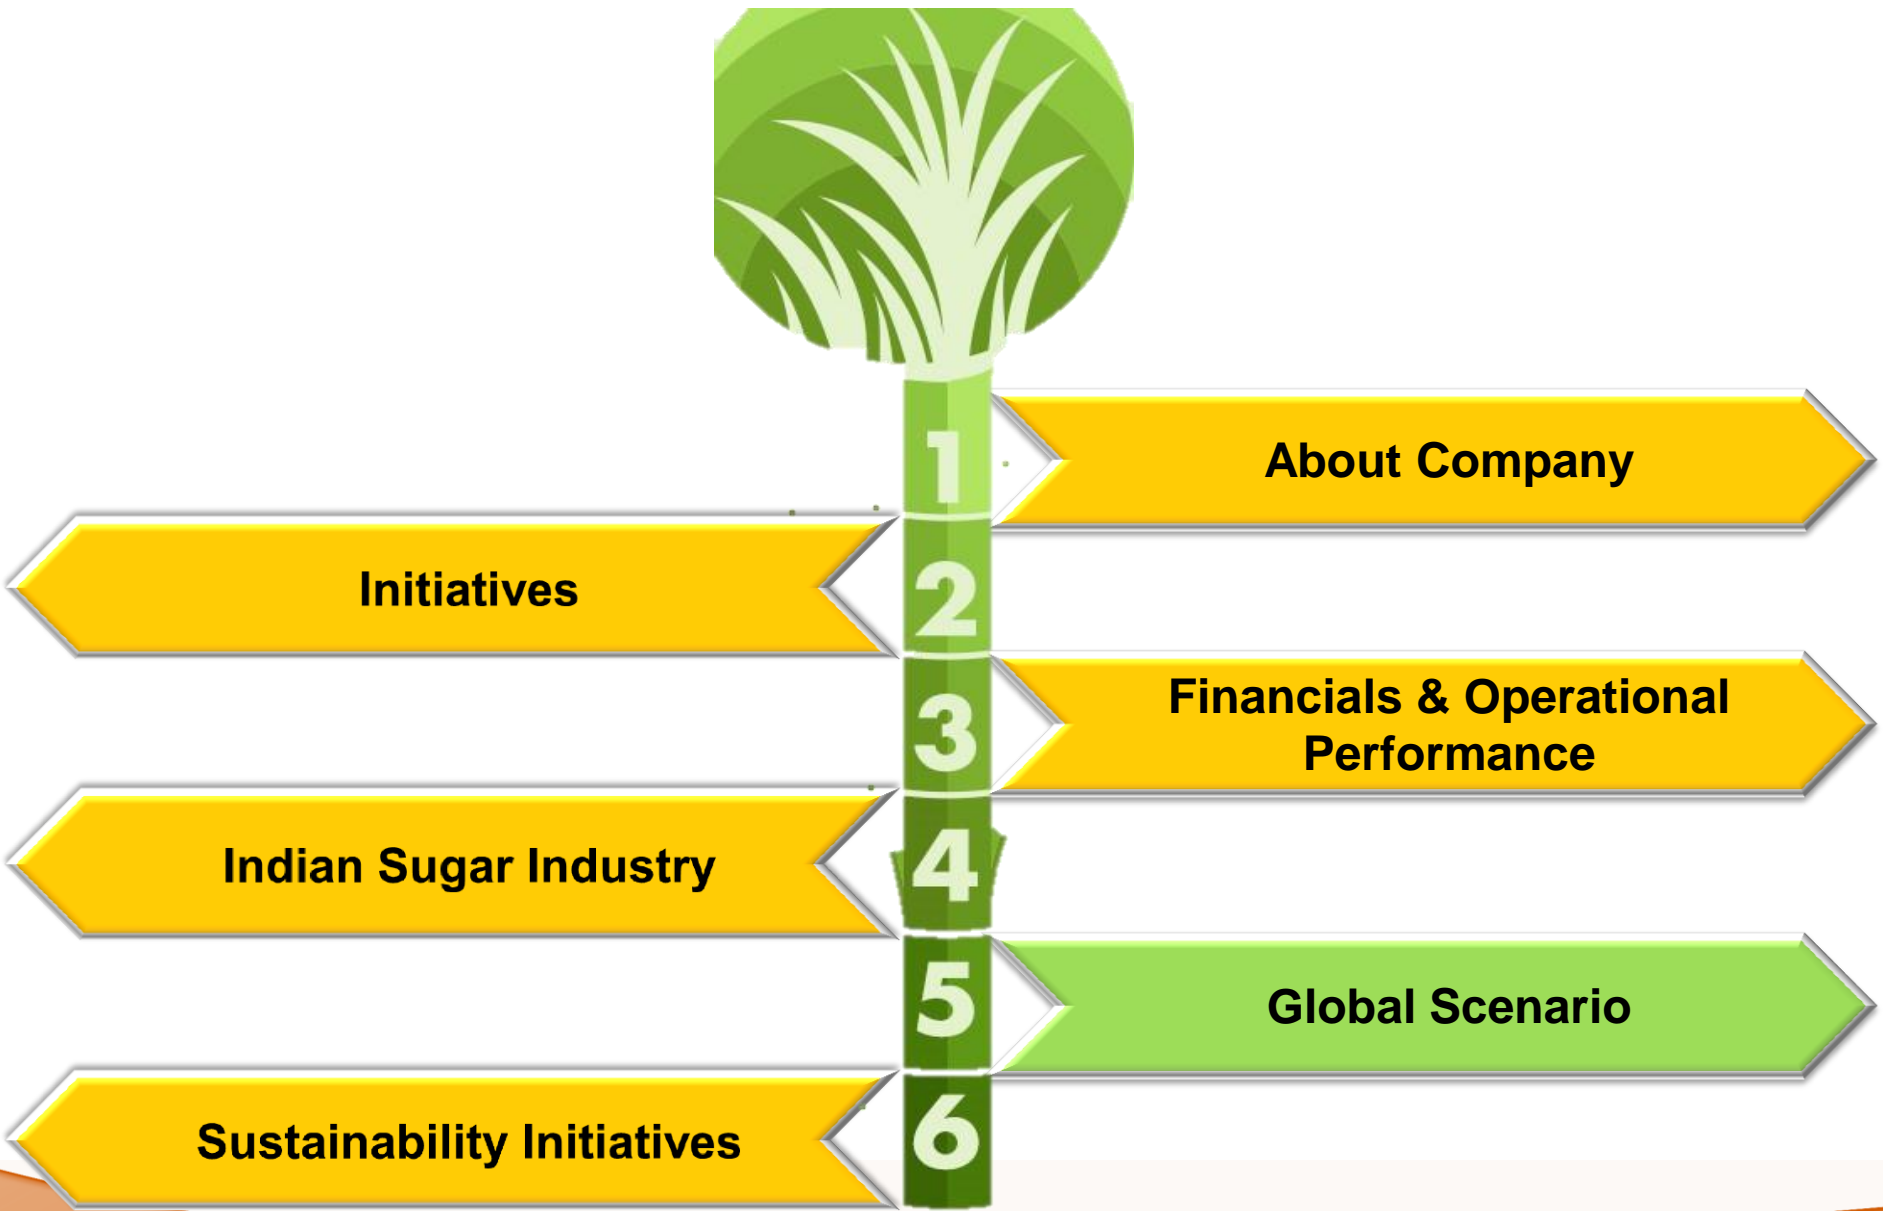 1
About Company
2
Initiatives
3
Financials & Operational
Performance
4
Indian Sugar Industry
5
Global Scenario
6
Sustainability Initiatives